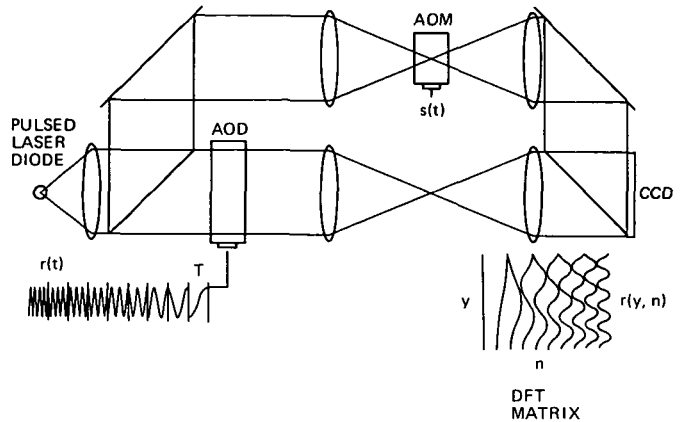 AOM
s(t)
PULSED
LASER
DIODE
AOD
CCD
r(t)
T
y
r(y, n)
n
DFT
MATRIX